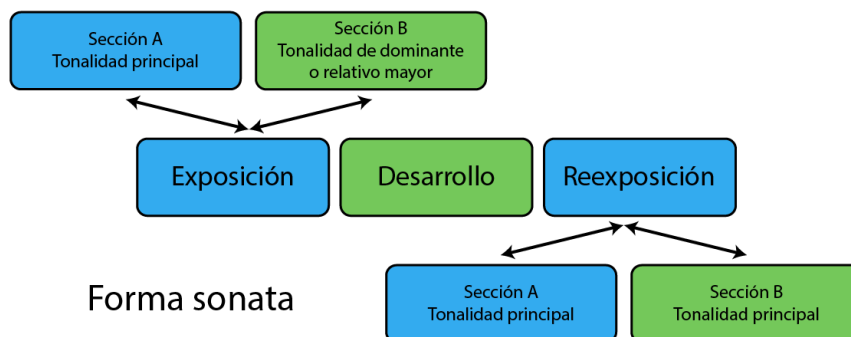 Sección A
Tonalidad principal
Sección B
Tonalidad de dominante
o relativo mayor
Exposición
Desarrollo
Reexposición
Forma sonata
Sección A
Tonalidad principal
Sección B
Tonalidad principal